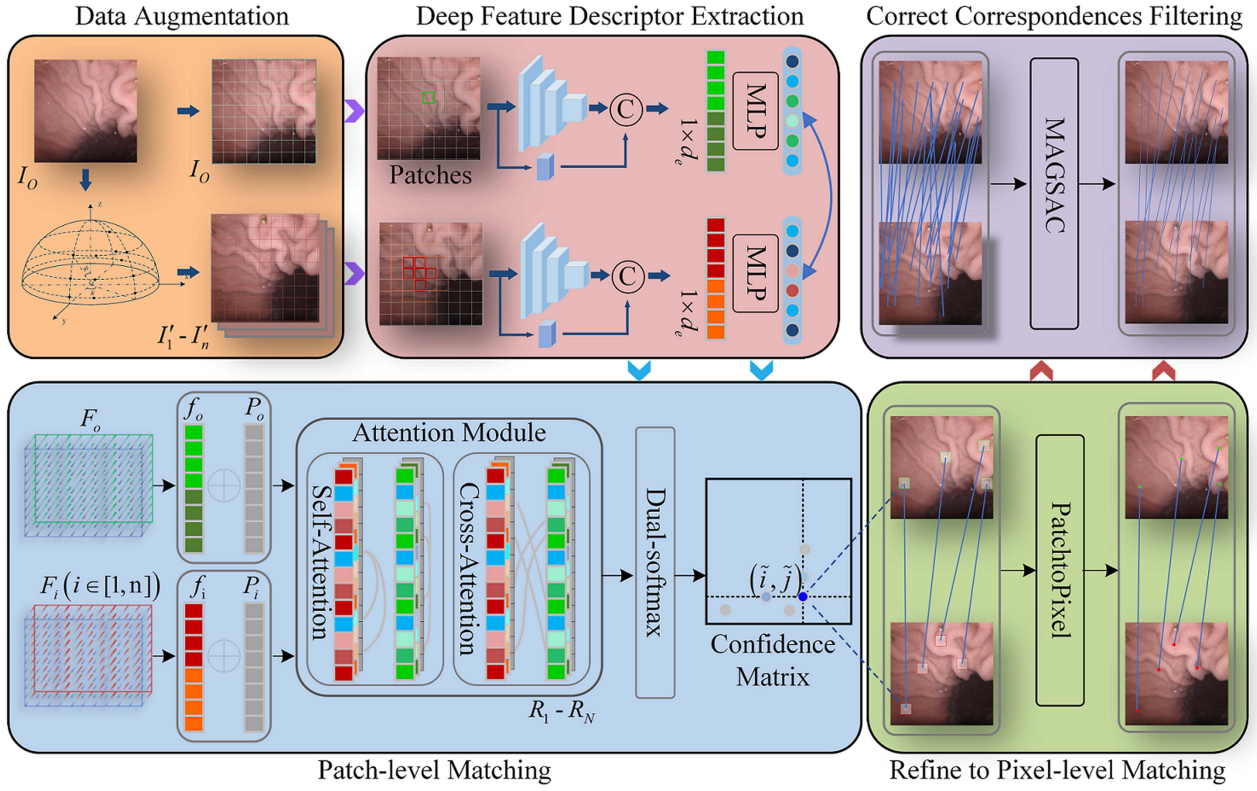 Data Augmentation
I_O
I_O
z
x
y
I′_1 - I′_n
Deep Feature Descriptor Extraction
Patches
C
1×d_e
MLP
C
1×d_e
MLP
Correct Correspondences Filtering
MAGSAC
F_o
f_o
P_o
F_i (i∈[1,n])
f_i
P_i
Attention Module
Self-Attention
Cross-Attention
R_1 - R_N
Dual-softmax
(ĩ, j̃)
Confidence
Matrix
Patch-level Matching
PatchtoPixel
Refine to Pixel-level Matching